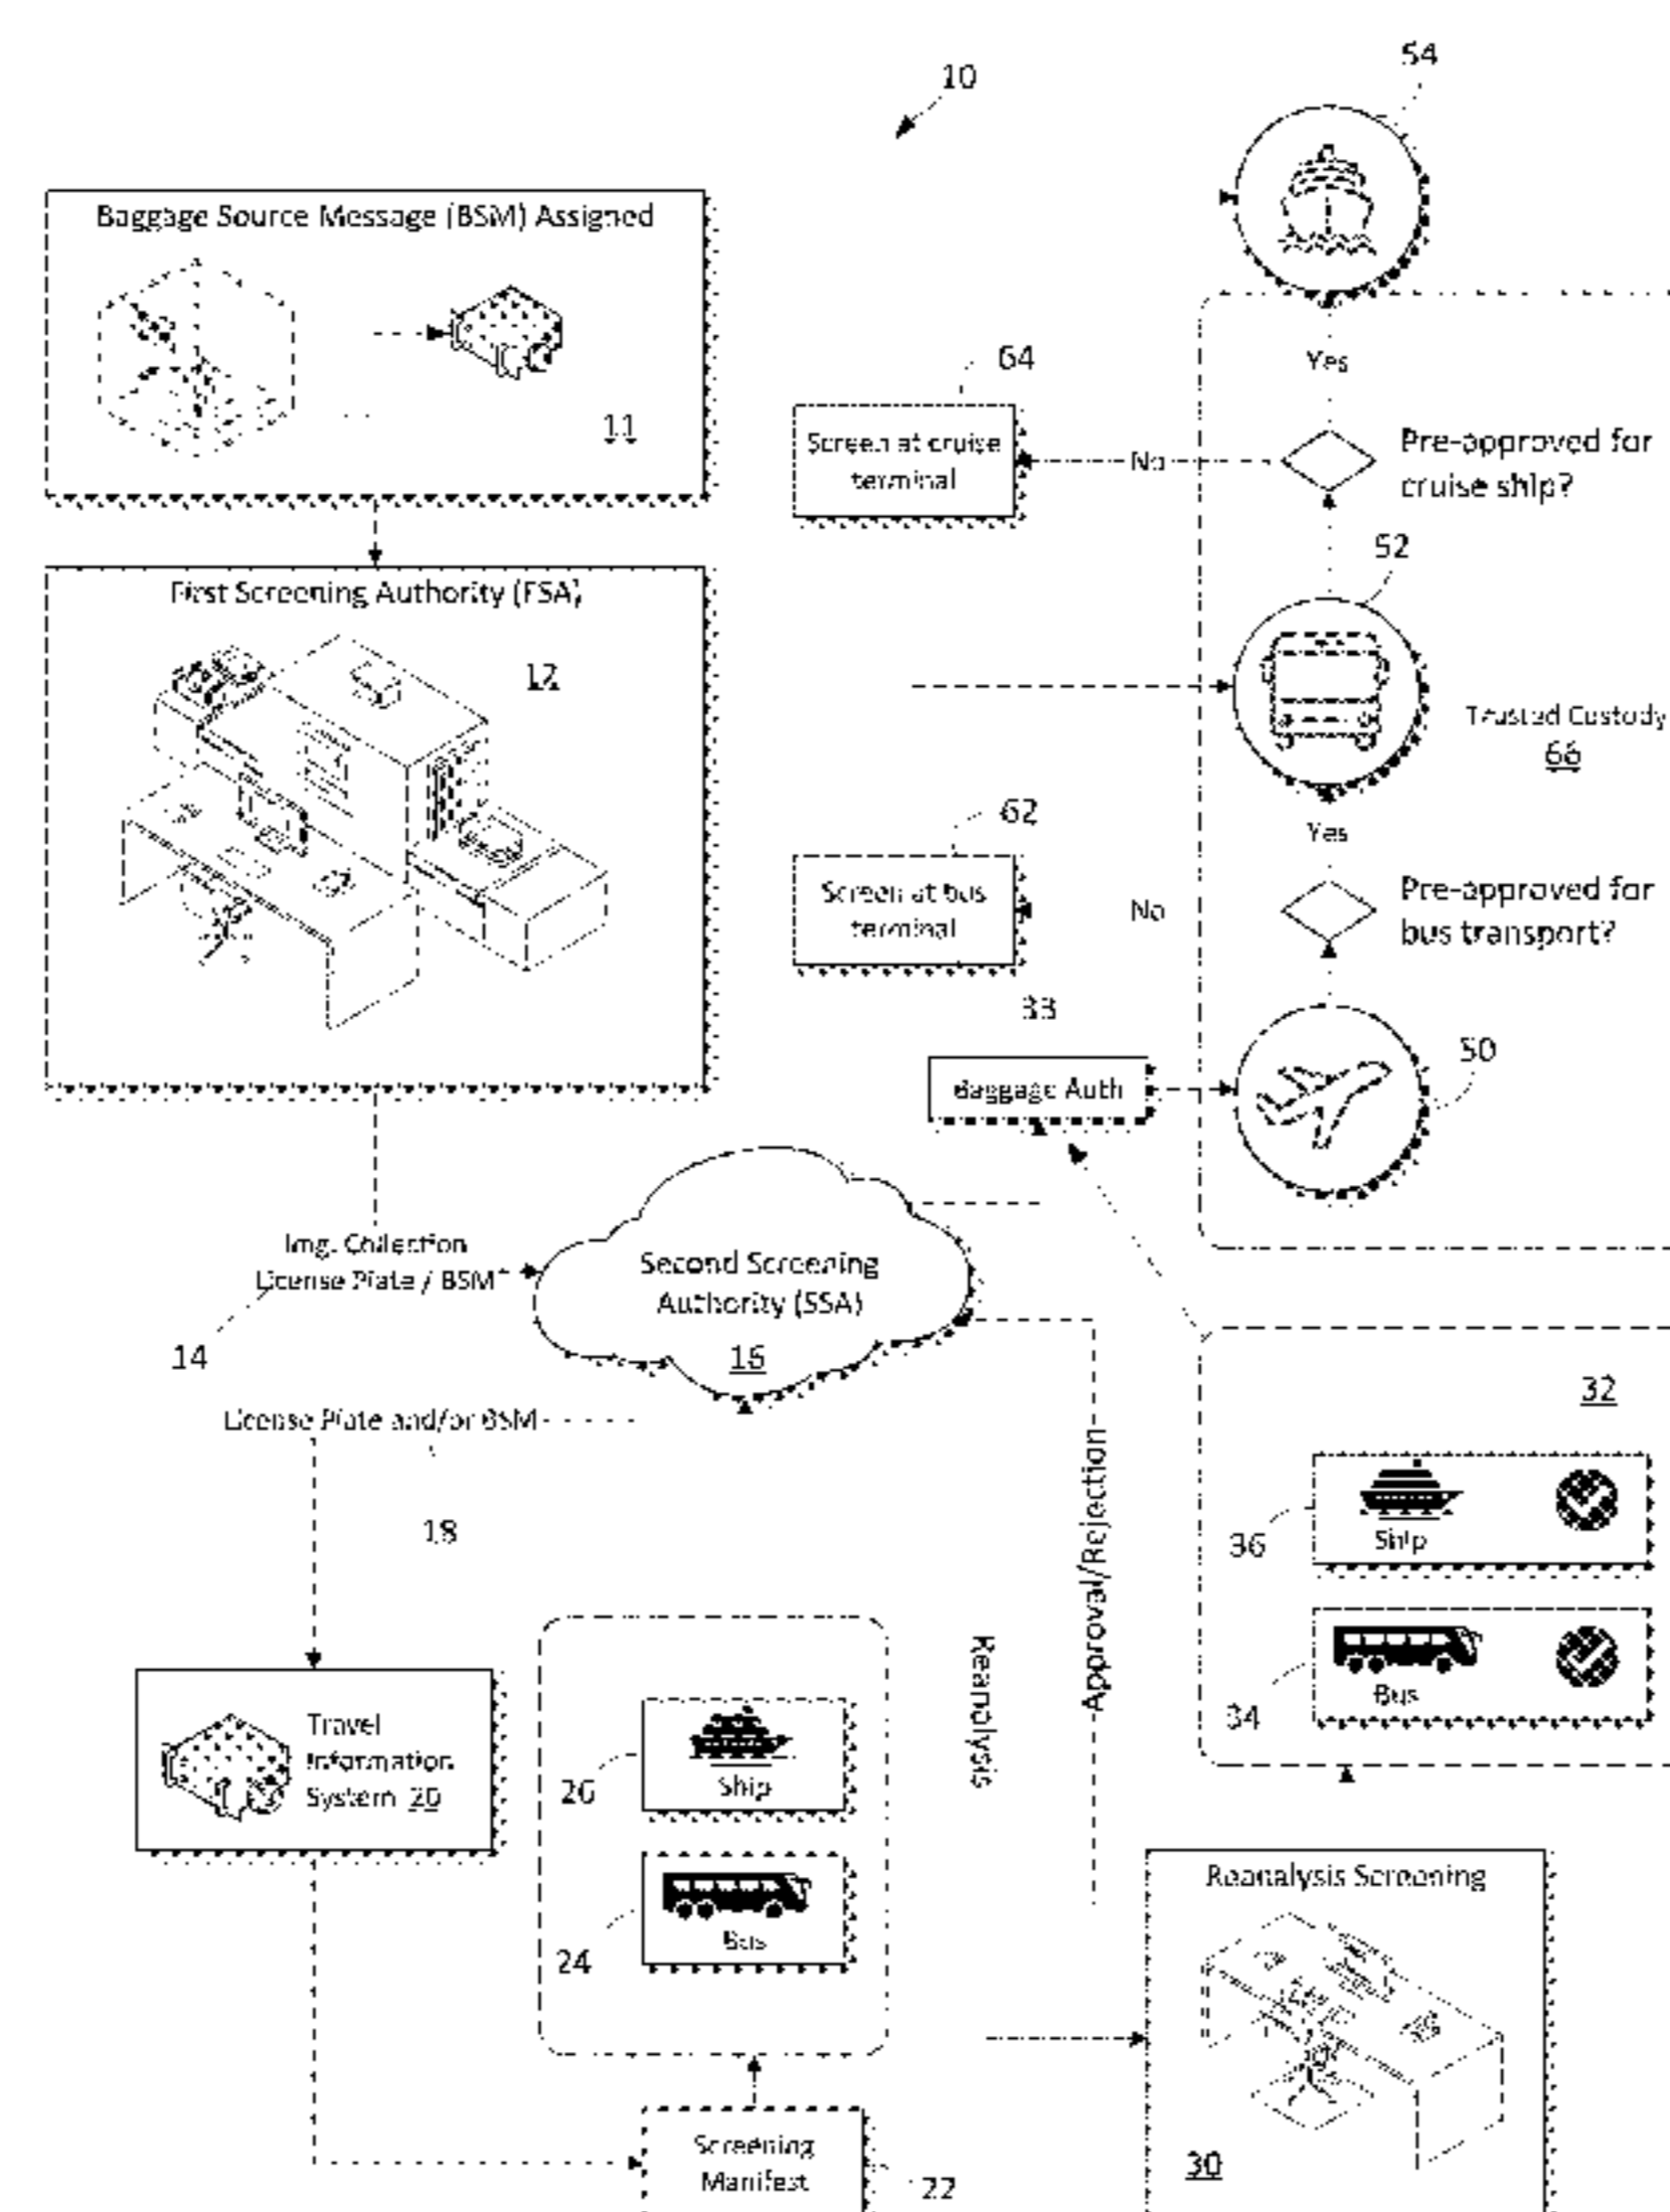 10
54
Baggage Source Message (BSM) Assigned
11
Yes
64
Screen at cruise
terminal
No
Pre-approved for
cruise ship?
52
First Screening Authority (FSA)
12
Trusted Custody
66
62
Yes
Screen at bus
terminal
No
Pre-approved for
bus transport?
33
50
Baggage Auth
Img. Collection
License Plate / BSM
14
Second Screening
Authority (SSA)
16
License Plate and/or BSM
18
32
36
Ship
34
Bus
Approval/Rejection
Reanalysis
Travel
Information
System 20
26
Ship
24
Bus
Reanalysis Screening
30
Screening
Manifest
22